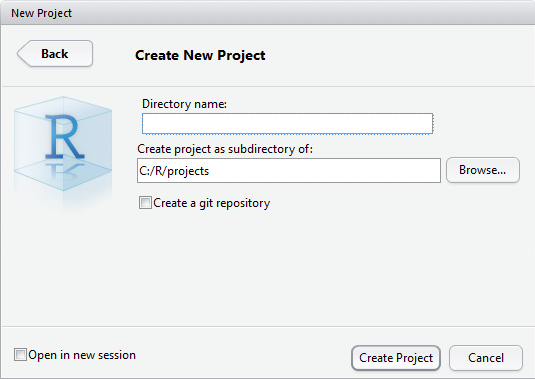 New Project
Back
Create New Project
R
Directory name:
Create project as subdirectory of:
C:/R/projects
Browse...
Create a git repository
Open in new session
Create Project
Cancel